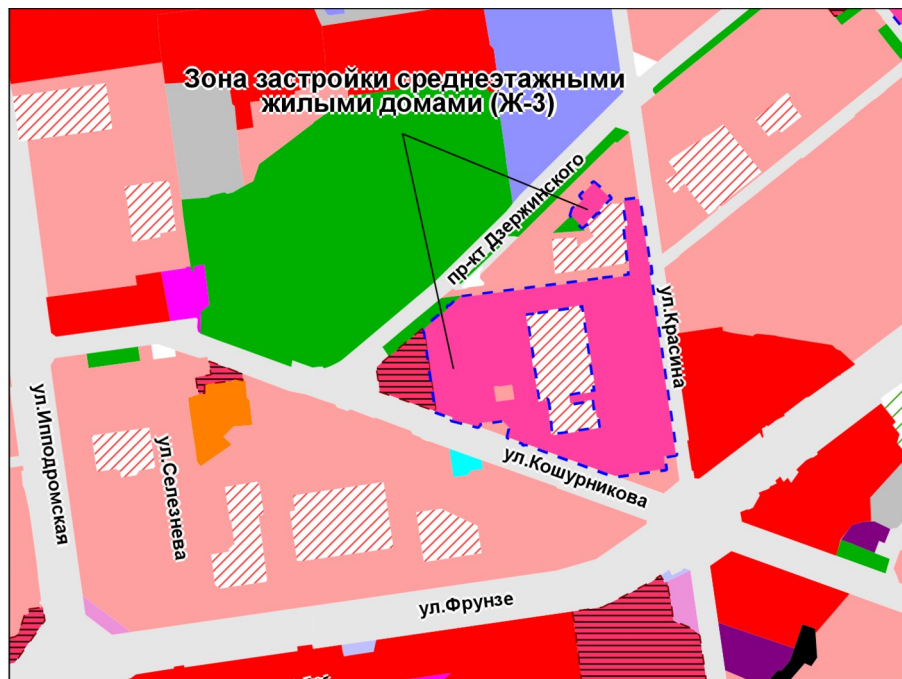 Зона застройки среднеэтажными
жилыми домами (Ж-3)
пр-кт Дзержинского
ул.Красина
ул.Ипподромская
ул.Селезнева
ул.Кошурникова
ул.Фрунзе